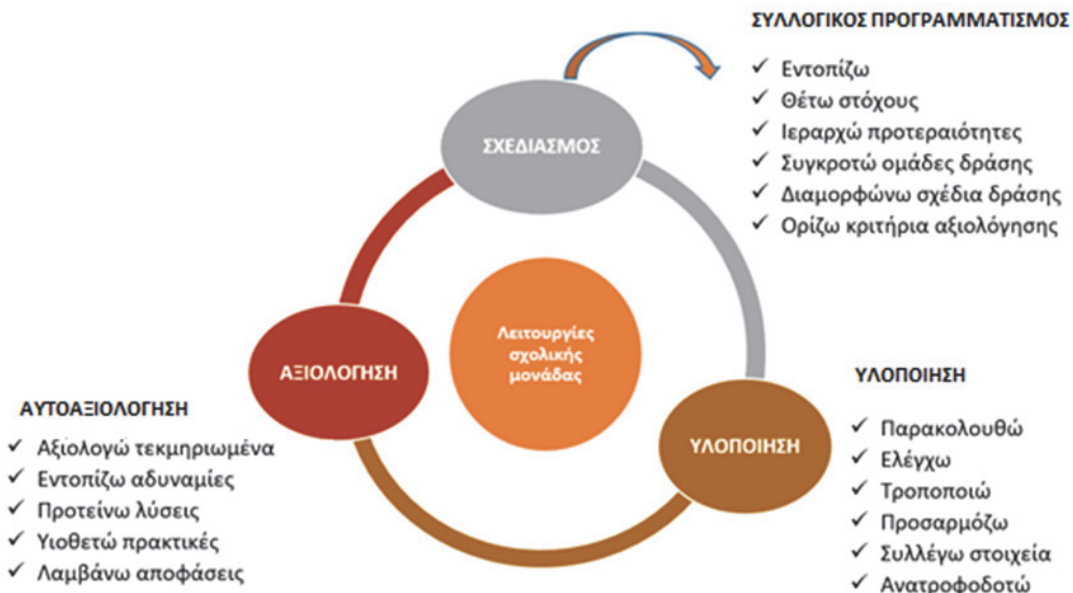 ΣΥΛΛΟΓΙΚΟΣ ΠΡΟΓΡΑΜΜΑΤΙΣΜΟΣ
✓ Εντοπίζω
✓ Θέτω στόχους
✓ Ιεραρχώ προτεραιότητες
✓ Συγκροτώ ομάδες δράσης
✓ Διαμορφώνω σχέδια δράσης
✓ Ορίζω κριτήρια αξιολόγησης
ΣΧΕΔΙΑΣΜΟΣ
Λειτουργίες
σχολικής
μονάδας
ΑΞΙΟΛΟΓΗΣΗ
ΥΛΟΠΟΙΗΣΗ
ΑΥΤΟΑΞΙΟΛΟΓΗΣΗ
✓ Αξιολογώ τεκμηριωμένα
✓ Εντοπίζω αδυναμίες
✓ Προτείνω λύσεις
✓ Υιοθετώ πρακτικές
✓ Λαμβάνω αποφάσεις
ΥΛΟΠΟΙΗΣΗ
✓ Παρακολουθώ
✓ Ελέγχω
✓ Τροποποιώ
✓ Προσαρμόζω
✓ Συλλέγω στοιχεία
✓ Ανατροφοδοτώ